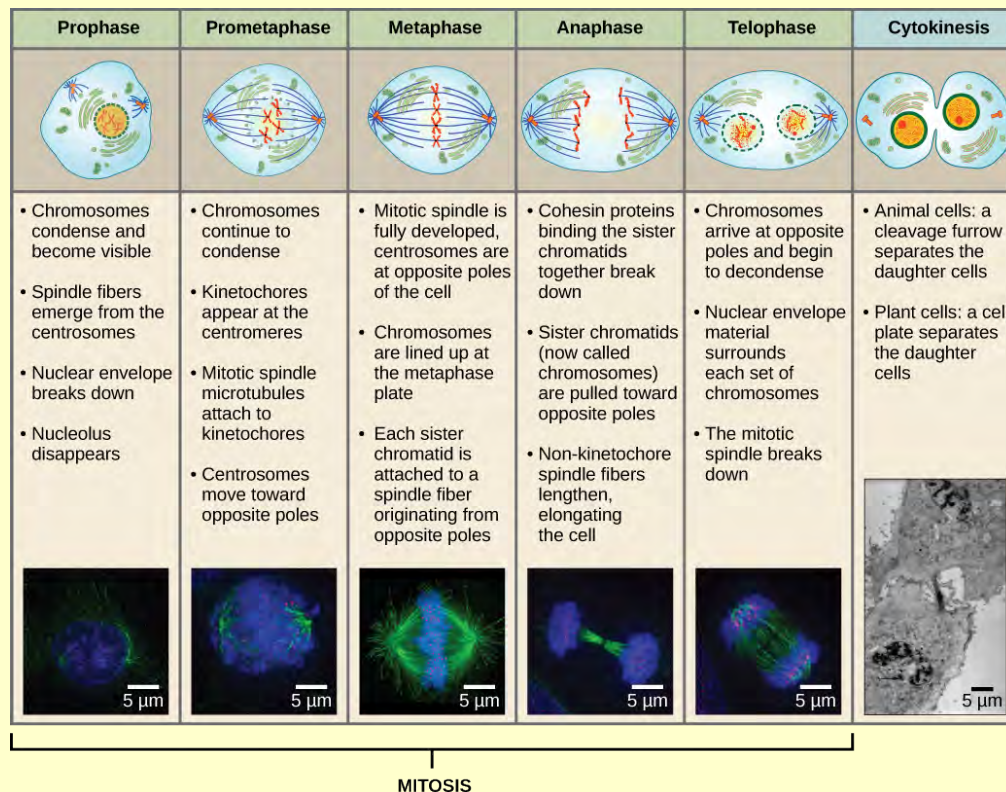 Prophase
Prometaphase
Metaphase
Anaphase
Telophase
Cytokinesis
• Chromosomes
condense and
become visible
• Spindle fibers
emerge from the
centrosomes
• Nuclear envelope
breaks down
• Nucleolus
disappears
• Chromosomes
continue to
condense
• Kinetochores
appear at the
centromeres
• Mitotic spindle
microtubules
attach to
kinetochores
• Centrosomes
move toward
opposite poles
• Mitotic spindle is
fully developed,
centrosomes are
at opposite poles
of the cell
• Chromosomes
are lined up at
the metaphase
plate
• Each sister
chromatid is
attached to a
spindle fiber
originating from
opposite poles
• Cohesin proteins
binding the sister
chromatids
together break
down
• Sister chromatids
(now called
chromosomes)
are pulled toward
opposite poles
• Non-kinetochore
spindle fibers
lengthen,
elongating
the cell
• Chromosomes
arrive at opposite
poles and begin
to decondense
• Nuclear envelope
material
surrounds
each set of
chromosomes
• The mitotic
spindle breaks
down
• Animal cells: a
cleavage furrow
separates the
daughter cells
• Plant cells: a cell
plate separates
the daughter
cells
5 µm
5 µm
5 µm
5 µm
5 µm
5 µm
MITOSIS